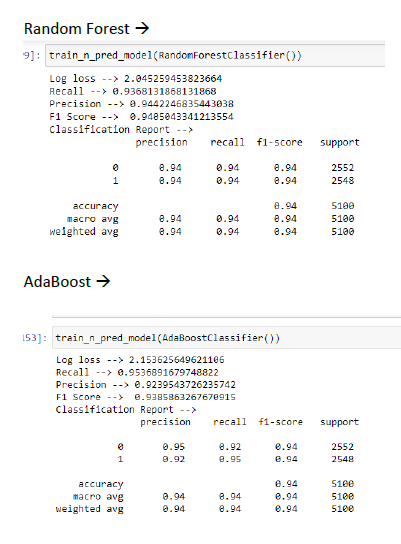 Random Forest →
9]: train_n_pred_model(RandomForestClassifier())
Log loss --> 2.045259453823664
Recall --> 0.9368131868131868
Precision --> 0.9442246835443038
F1 Score --> 0.9405043341213554
Classification Report -->
precision recall f1-score support
0 0.94 0.94 0.94 2552
1 0.94 0.94 0.94 2548
accuracy 0.94 5100
macro avg 0.94 0.94 0.94 5100
weighted avg 0.94 0.94 0.94 5100
AdaBoost →
153]: train_n_pred_model(AdaBoostClassifier())
Log loss --> 2.153625649621106
Recall --> 0.9536891679748822
Precision --> 0.9239543726235742
F1 Score --> 0.9385863267670915
Classification Report -->
precision recall f1-score support
0 0.95 0.92 0.94 2552
1 0.92 0.95 0.94 2548
accuracy 0.94 5100
macro avg 0.94 0.94 0.94 5100
weighted avg 0.94 0.94 0.94 5100